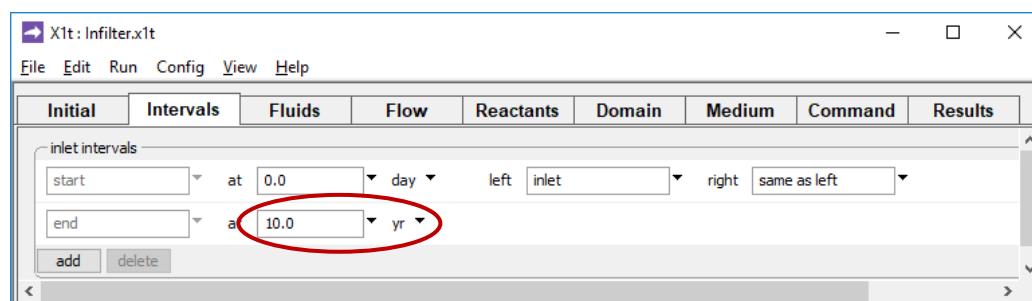 X1t : Infilter.x1t
File Edit Run Config View Help
Initial Intervals Fluids Flow Reactants Domain Medium Command Results
inlet intervals
start at 0.0 day left inlet right same as left
end a 10.0 yr
add delete